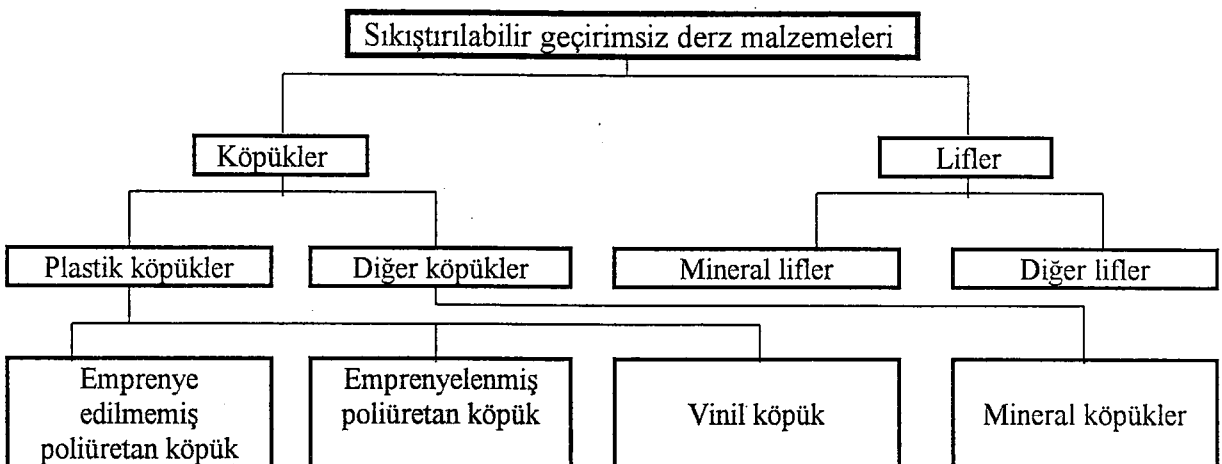 Sıkıştırılabilir geçirimsiz derz malzemeleri
Köpükler
Lifler
Plastik köpükler
Diğer köpükler
Mineral lifler
Diğer lifler
Emprenye
edilmemiş
poliüretan köpük
Emprenyelenmiş
poliüretan köpük
Vinil köpük
Mineral köpükler